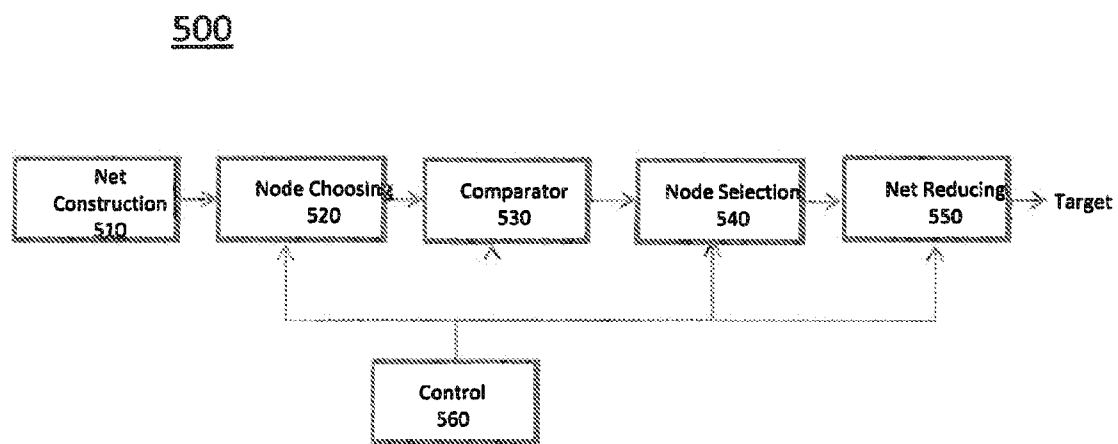 500
Net
Construction
510
Node Choosing
520
Comparator
530
Node Selection
540
Net Reducing
550
Target
Control
560